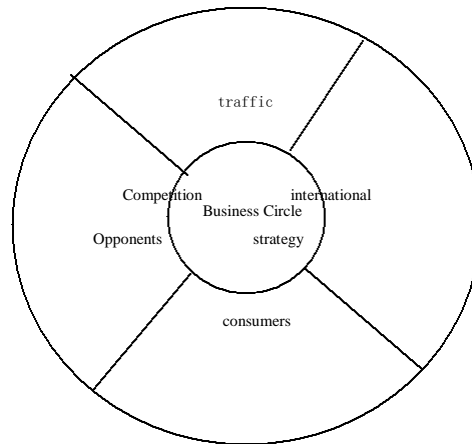 traffic
Competition
international
Business Circle
Opponents
strategy
consumers